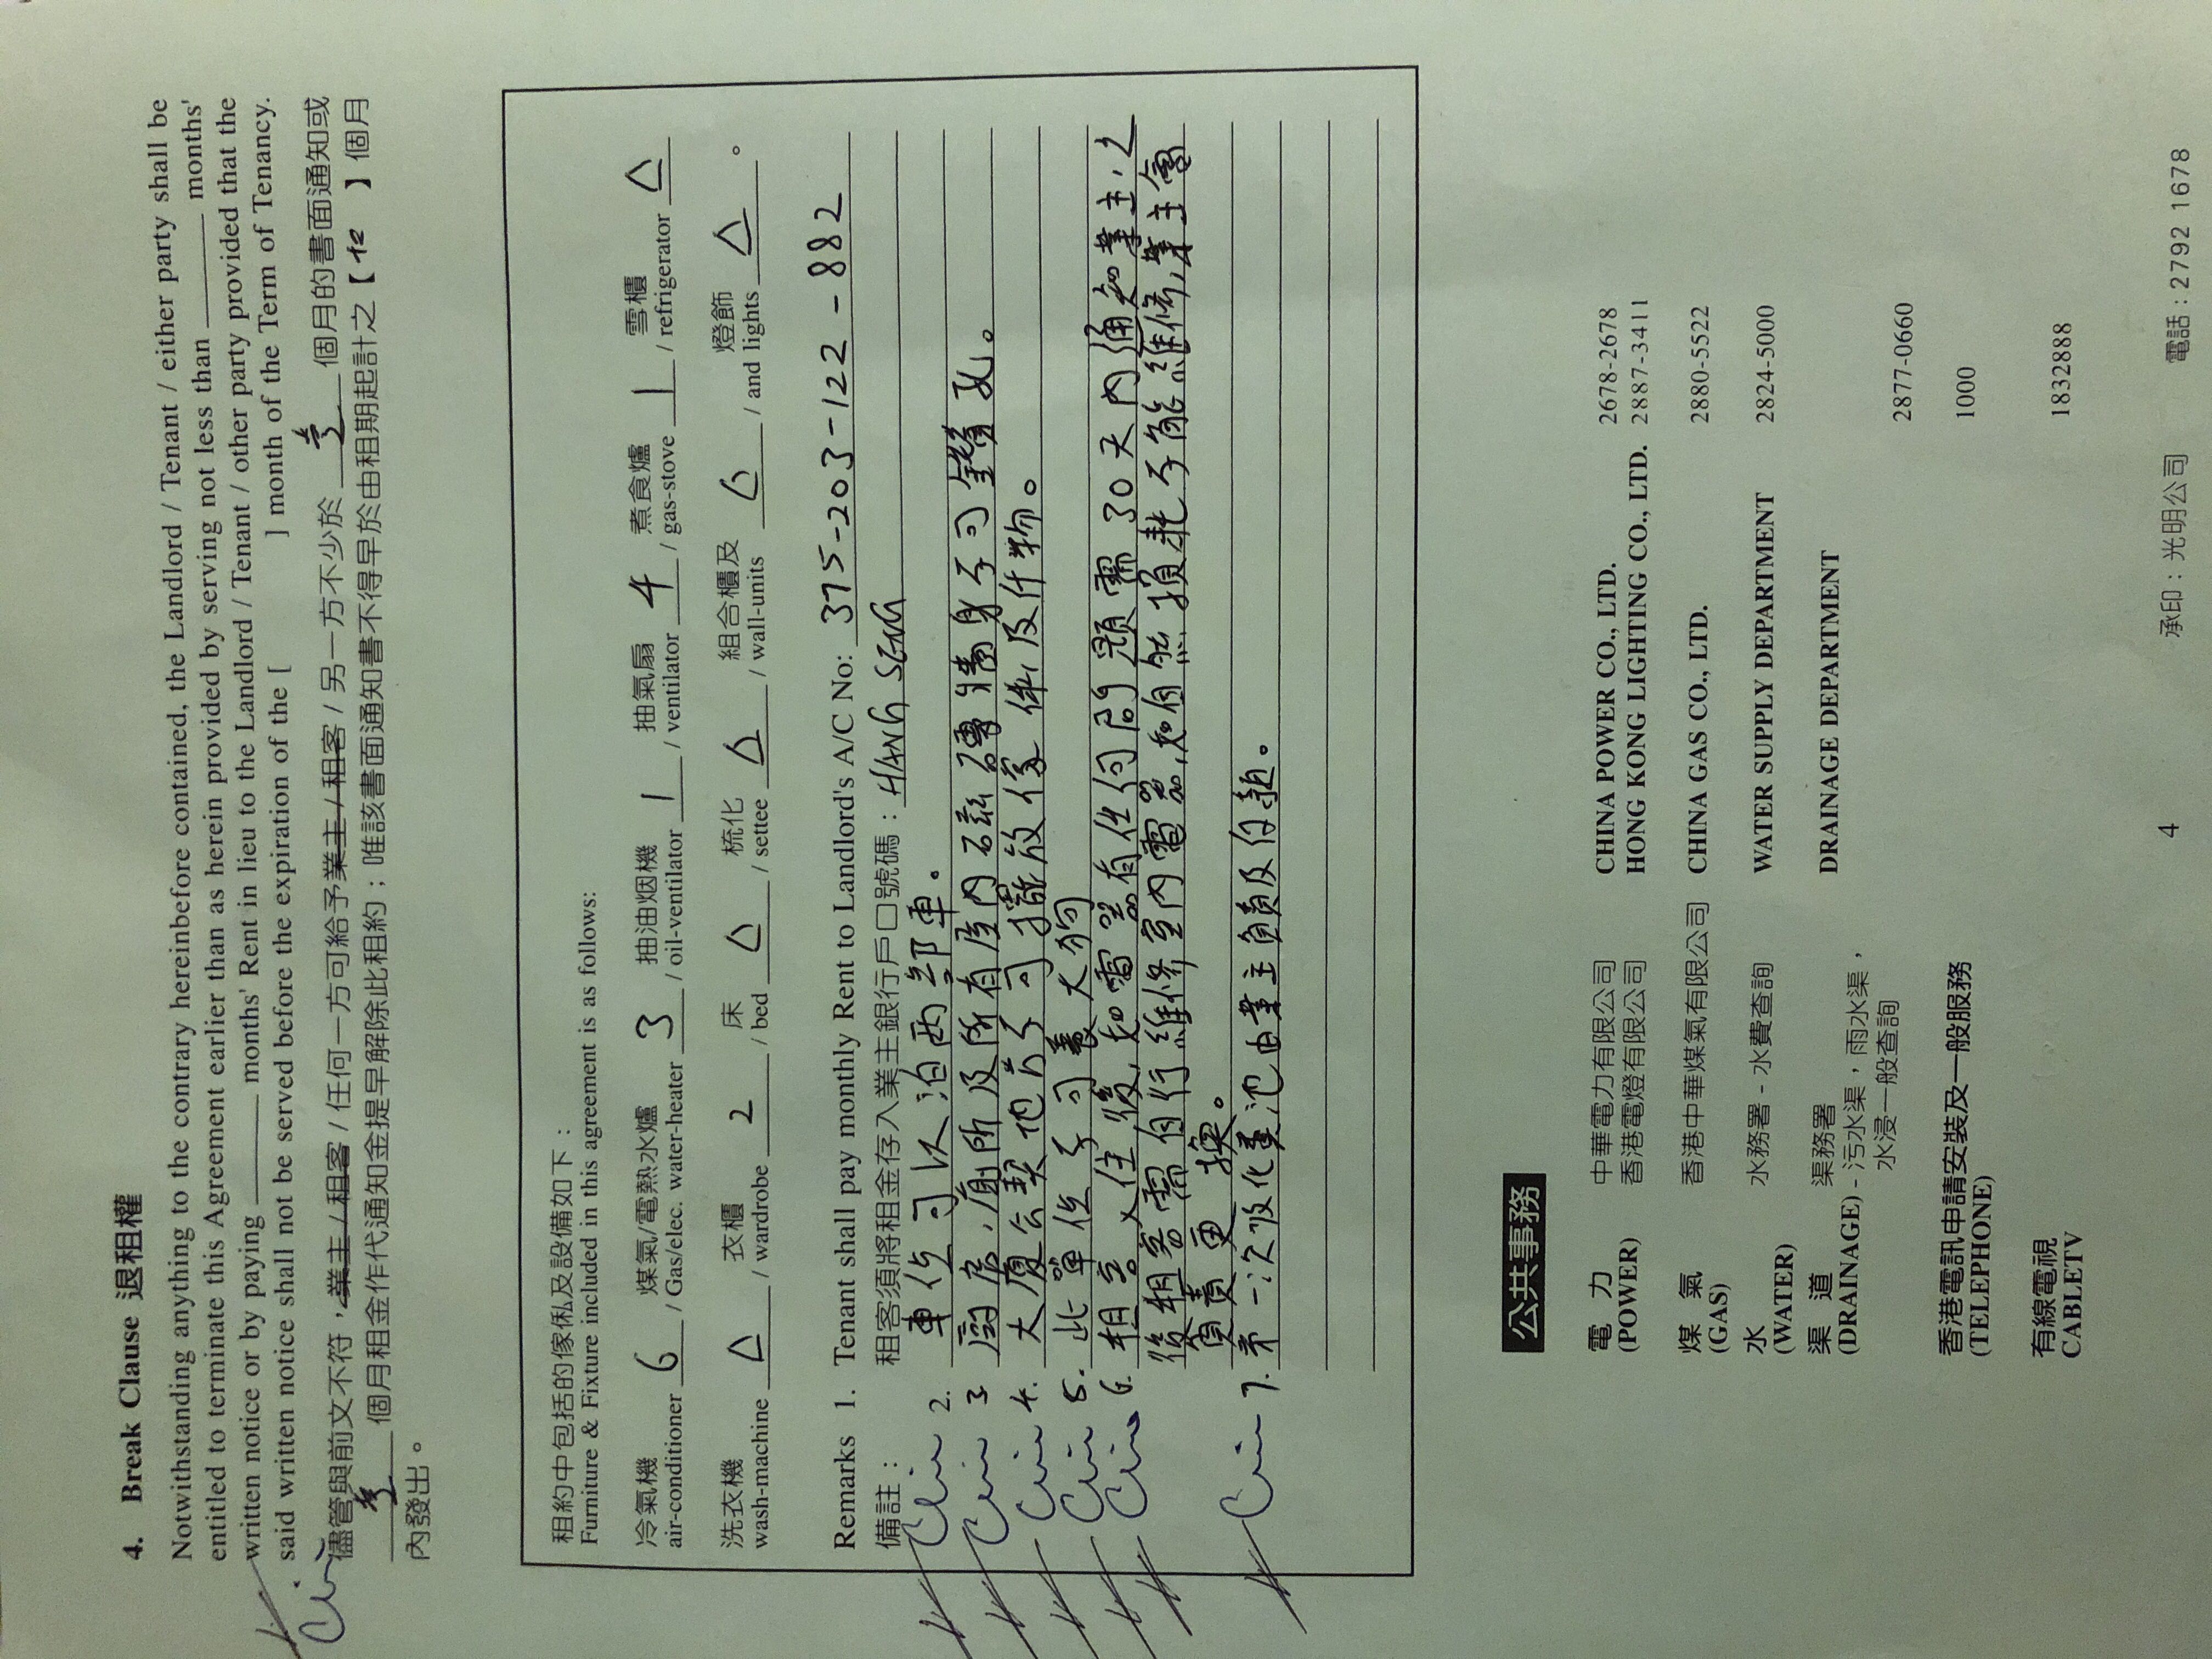 4. Break Clause 退租權
Notwithstanding anything to the contrary hereinbefore contained, the Landlord / Tenant / either party shall be
entitled to terminate this Agreement earlier than as herein provided by serving not less than ______ months'
written notice or by paying ______ months' Rent in lieu to the Landlord / Tenant / other party provided that the
said written notice shall not be served before the expiration of the [ ] month of the Term of Tenancy.
儘管與前文不符，業主 / 租客 / 任何一方可給予業主 / 租客 / 另一方不少於 個月的書面通知或
個月租金作代通知金提早解除此租約；唯該書面通知書不得早於由租期起計之【 】個月
內發出。
租約中包括的傢俬及設備如下：
Furniture & Fixture included in this agreement is as follows:
冷氣機 煤氣/電熱水爐 抽油烟機 抽氣扇 煮食爐 雪櫃
air-conditioner 6 / Gas/elec. water-heater 3 / oil-ventilator 1 / ventilator 4 / gas-stove 1 / refrigerator △
洗衣機 衣櫃 床 梳化 組合櫃及 燈飾
wash-machine △ / wardrobe 2 / bed △ / settee △ / wall-units △ / and lights △ 。
Remarks 1. Tenant shall pay monthly Rent to Landlord's A/C No: 375-203-122-882
備註： 租客須將租金存入業主銀行戶口號碼：HANG SENG
2. 車位可以泊兩部車。
3 廚房，廁所及所有屋內磁磚牆身不可鑽孔。
4. 大廈公契地方不可擺放傢俬及什物。
5. 此單位不可養大狗
6. 租客入住後，如電器有任何問題需30天內通知業主，之
後租客需自行維修室內電器，如自然損耗不能維修，業主會
負責更換。
7. 第一次吸化糞池由業主負責及付款。
公共事務
電 力 中華電力有限公司 CHINA POWER CO., LTD. 2678-2678
(POWER) 香港電燈有限公司 HONG KONG LIGHTING CO., LTD. 2887-3411
煤 氣 香港中華煤氣有限公司 CHINA GAS CO., LTD. 2880-5522
(GAS)
水 水務署 - 水費查詢 WATER SUPPLY DEPARTMENT 2824-5000
(WATER)
渠 道 渠務署 DRAINAGE DEPARTMENT
(DRAINAGE) - 污水渠，雨水渠，
水浸一般查詢 2877-0660
香港電訊申請安裝及一般服務 1000
(TELEPHONE)
有線電視 1832888
CABLETV
4
承印：光明公司 電話：2792 1678